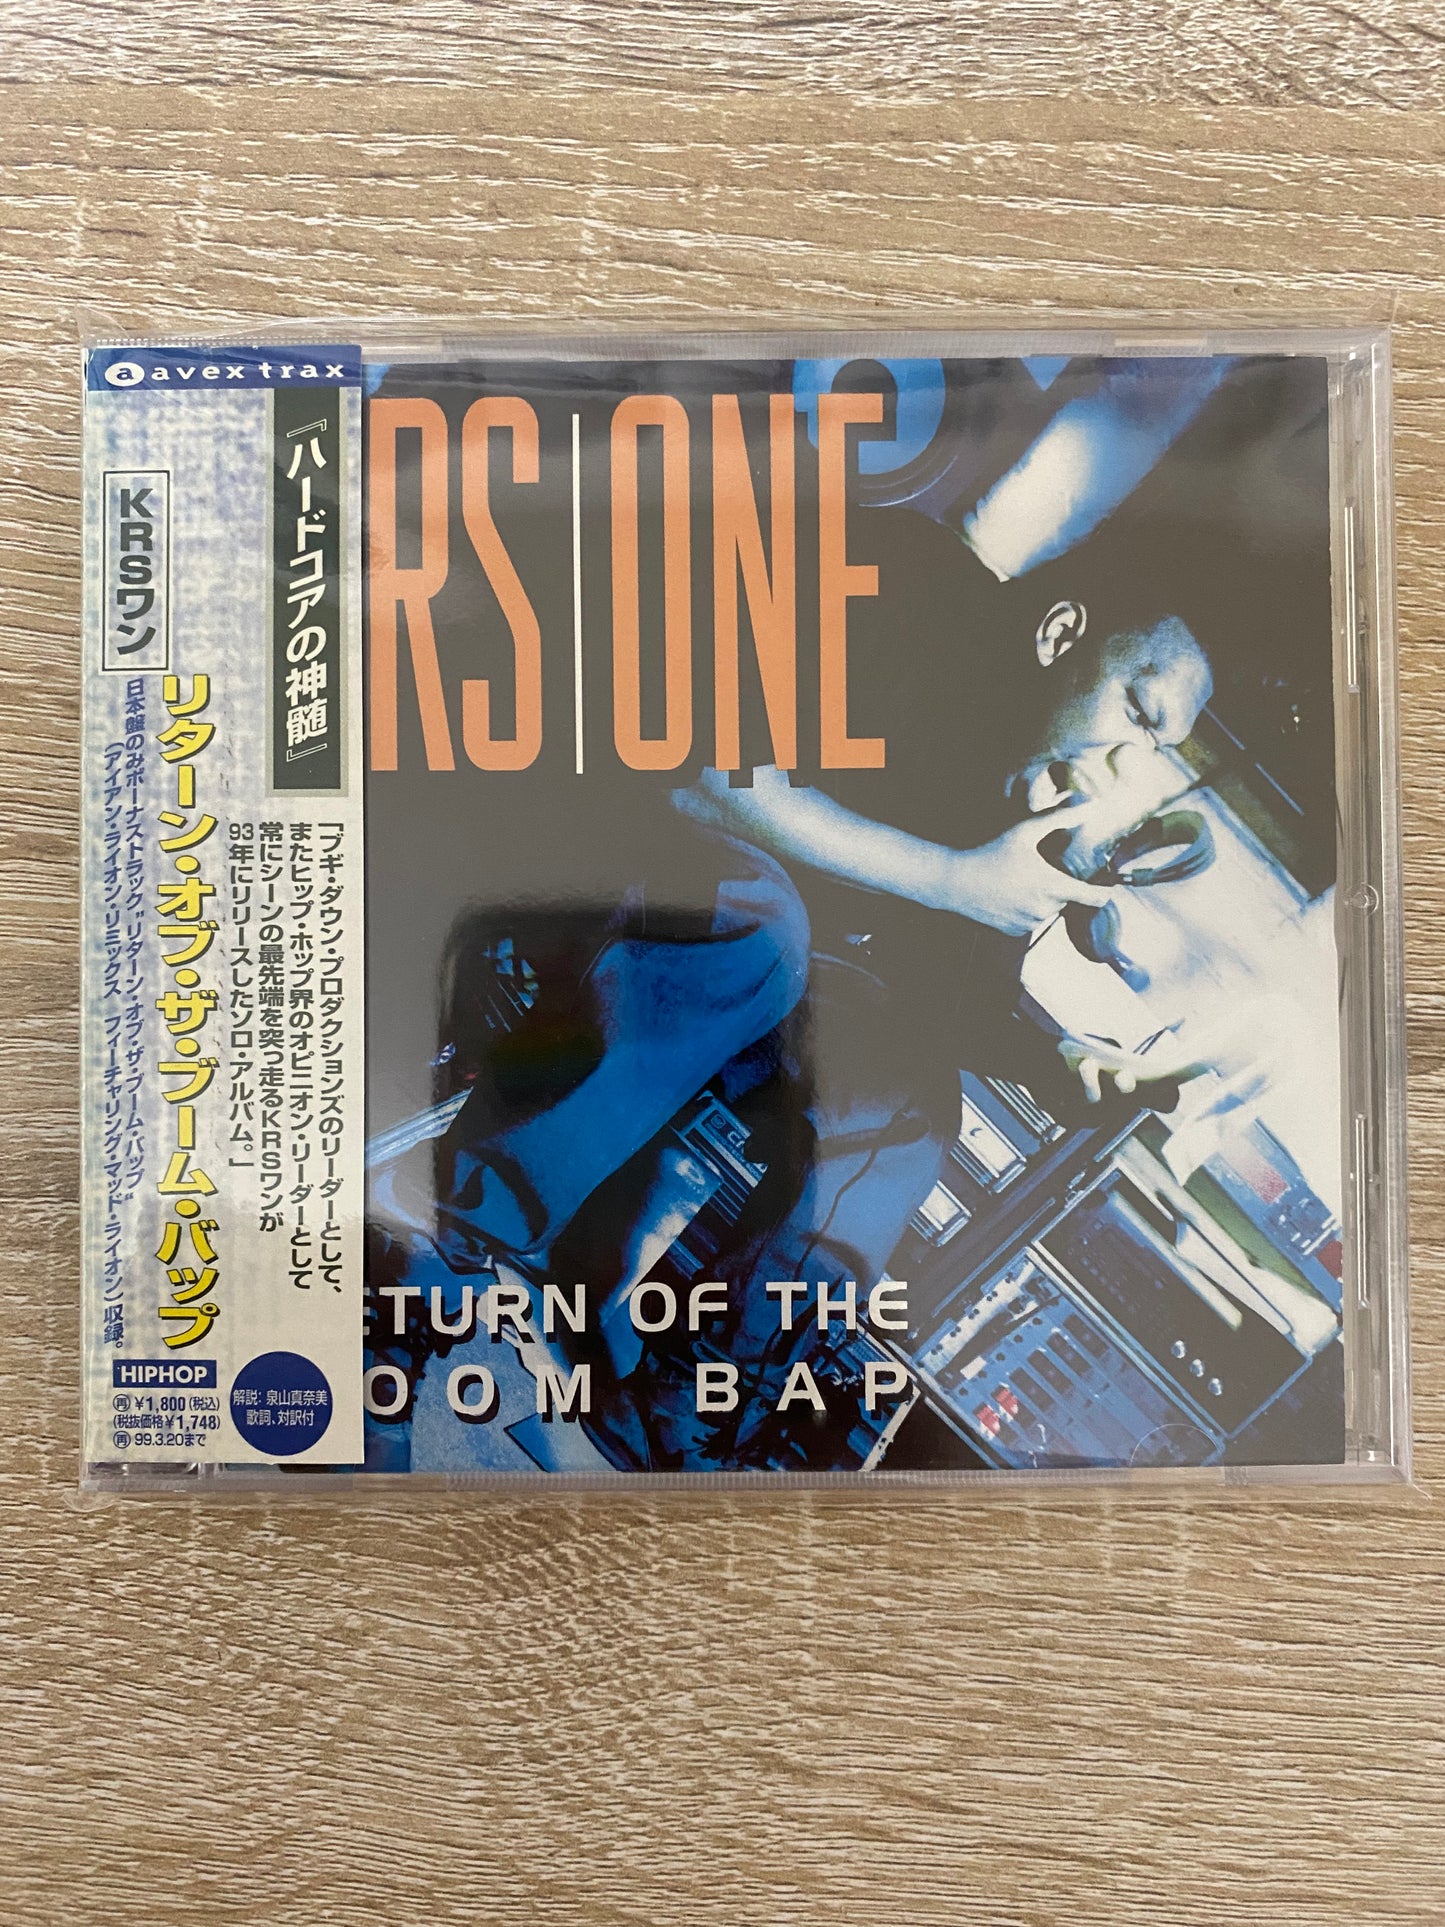 avex trax
『ハードコアの神髄』
KRSワン
リターン・オブ・ザ・ブーム・バップ
日本盤のみボーナストラック"リターン・オブ・ザ・ブーム・バップ"
(アイアン・ライオン・リミックス フィーチャリング・マッド・ライオン)収録。
「ブギ・ダウン・プロダクションズのリーダーとして、
またヒップ・ホップ界のオピニオン・リーダーとして
常にシーンの最先端を突っ走るKRSワンが
93年にリリースしたソロ・アルバム。」
HIPHOP
再 ¥1,800(税込)
(税抜価格¥1,748)
再 99.3.20まで
解説:泉山真奈美
歌詞、対訳付
RS|ONE
ETURN OF THE
OOM BAP